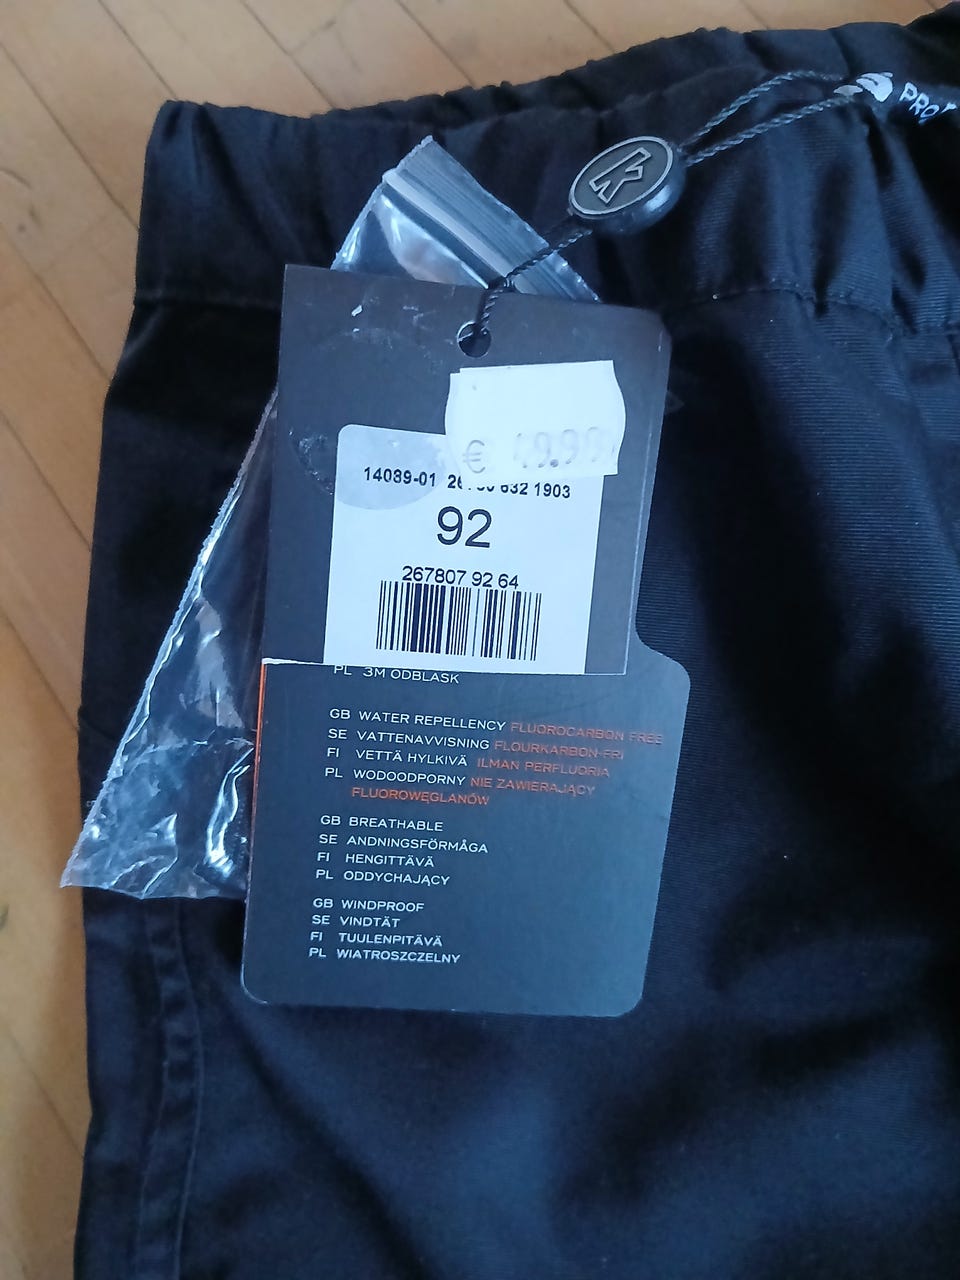 PRO
K
€ 49.99
14089-01 632 1903
92
267807 92 64
PL 3M ODBLASK
GB WATER REPELLENCY FLUOROCARBON FREE
SE VATTENAVVISNING FLOURKARBON-FRI
FI VETTÄ HYLKIVÄ ILMAN PERFLUORIA
PL WODOODPORNY NIE ZAWIERAJĄCY
FLUOROWĘGLANÓW
GB BREATHABLE
SE ANDNINGSFÖRMÅGA
FI HENGITTÄVÄ
PL ODDYCHAJĄCY
GB WINDPROOF
SE VINDTÄT
FI TUULENPITÄVÄ
PL WIATROSZCZELNY